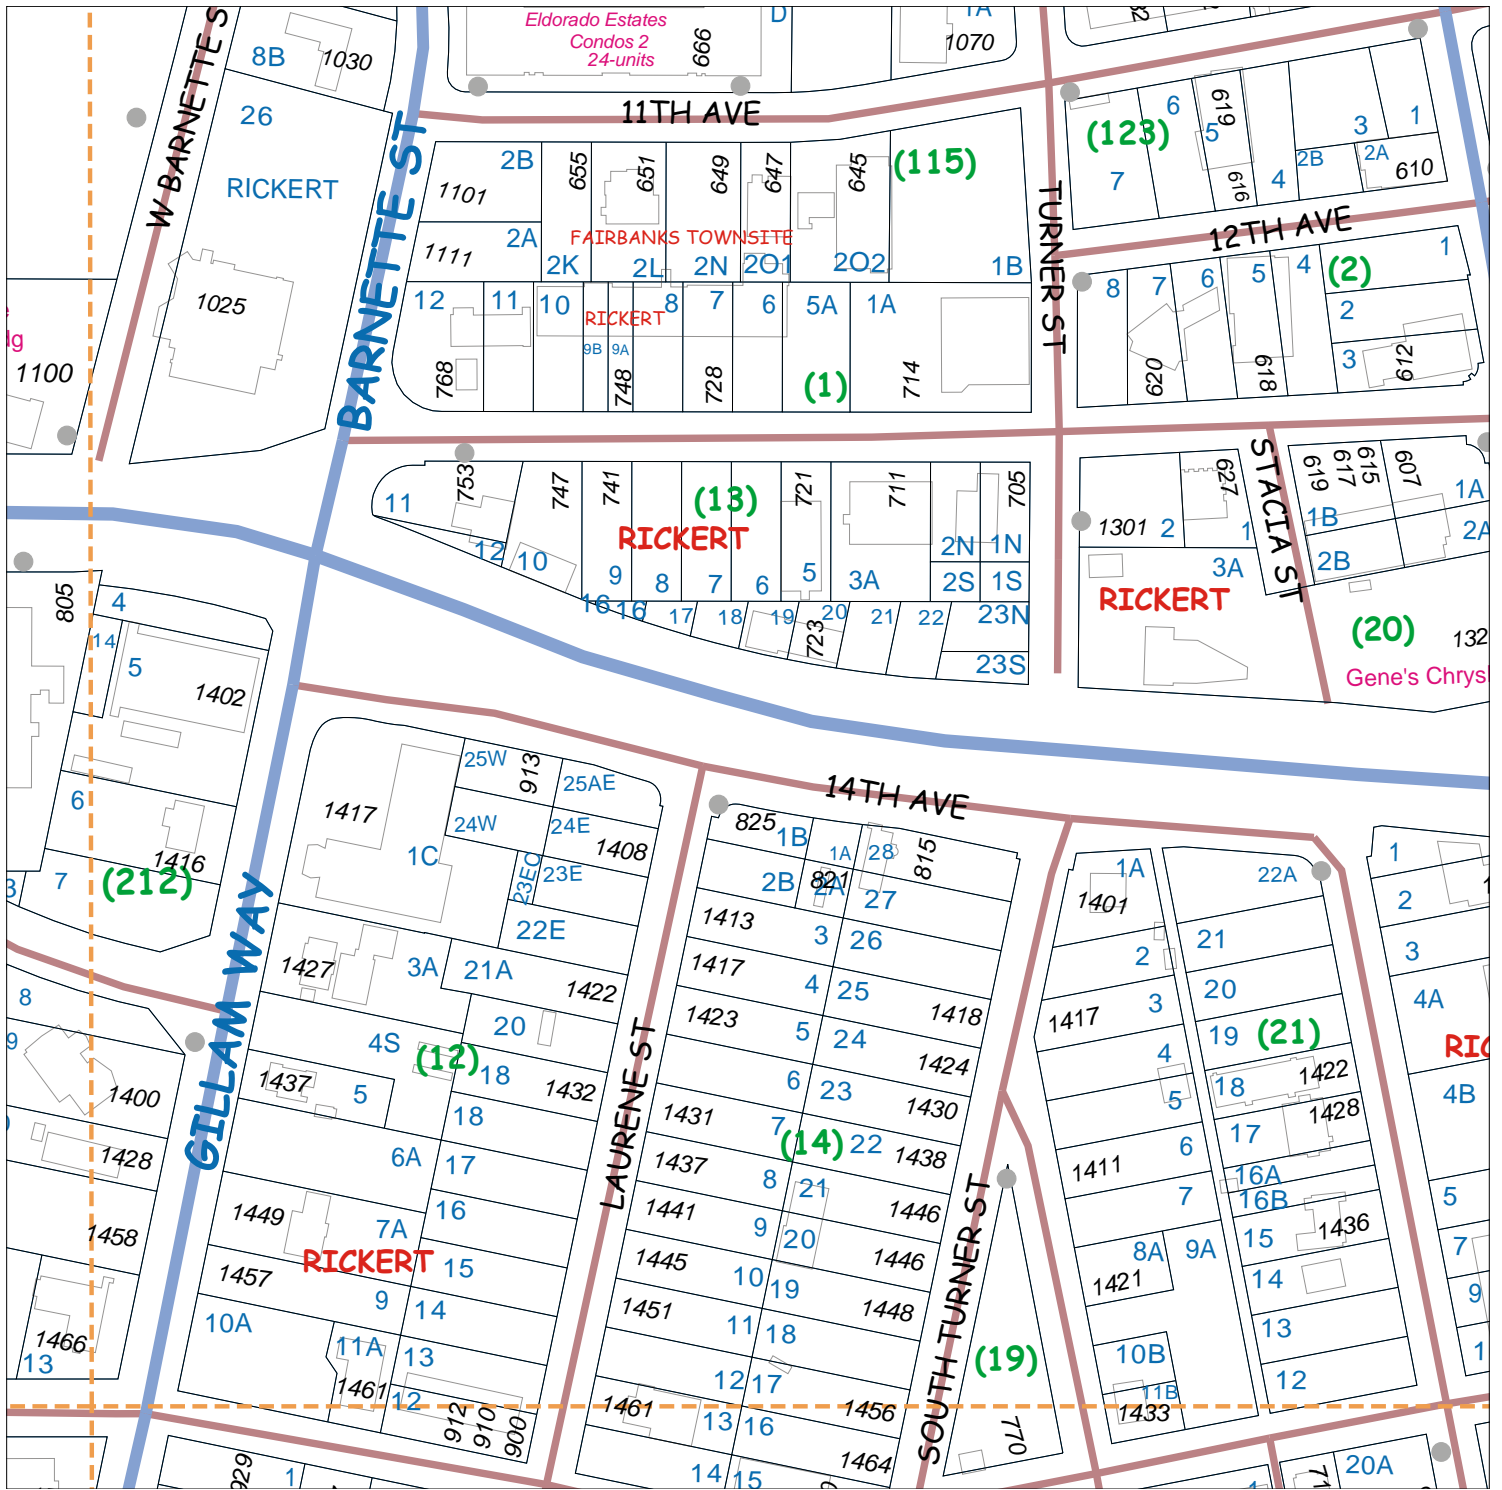 Eldorado Estates
Condos 2
24-units
666
D
1A
1070
8B
1030
W BARNETTE S
26
RICKERT
1025
1100
BARNETTE ST
11TH AVE
2B
1101
1111
2A
655
651
649
647
645
(115)
FAIRBANKS TOWNSITE
2K
2L
2N
2O1
2O2
1B
12
11
10
RICKERT
8
7
6
5A
1A
9B
9A
768
748
728
(1)
714
TURNER ST
(123)
6
5
619
616
7
4
3
1
2B
2A
610
12TH AVE
8
7
6
5
4
(2)
1
2
3
620
618
612
11
753
747
741
(13)
721
711
705
RICKERT
12
10
9
8
7
6
5
3A
2N
1N
2S
1S
16
16
17
18
19
20
21
22
23N
23S
723
STACIA ST
627
619
617
615
607
1301
2
1
1A
1B
2A
2B
3A
RICKERT
(20)
132
Gene's Chrysl
805
4
14
5
1402
6
1416
7
(212)
8
9
1400
1428
1458
1466
13
GILLAM WAY
14TH AVE
1417
25W
913
25AE
24W
24E
1408
1C
23EC
23E
22E
1427
3A
21A
1422
4S
20
(12)
18
1432
1437
5
18
6A
17
1449
7A
16
RICKERT
15
1457
9
14
10A
11A
13
1461
12
912
910
900
929
1
LAURENE ST
825
1B
1A
28
815
2B
821
2A
27
1413
3
26
1417
4
25
1418
1423
5
24
1424
6
23
1430
1431
7
(14)
22
1438
1437
8
21
1446
1441
9
20
1446
1445
10
19
1448
1451
11
18
12
17
1461
13
16
1456
14
15
1464
SOUTH TURNER ST
(19)
770
1A
1401
2
3
1417
4
5
6
1411
7
8A
9A
1421
10B
11B
1433
22A
21
20
19
(21)
18
1422
1428
17
16A
16B
15
1436
14
13
12
20A
1
2
3
4A
RIC
4B
5
7
9
1